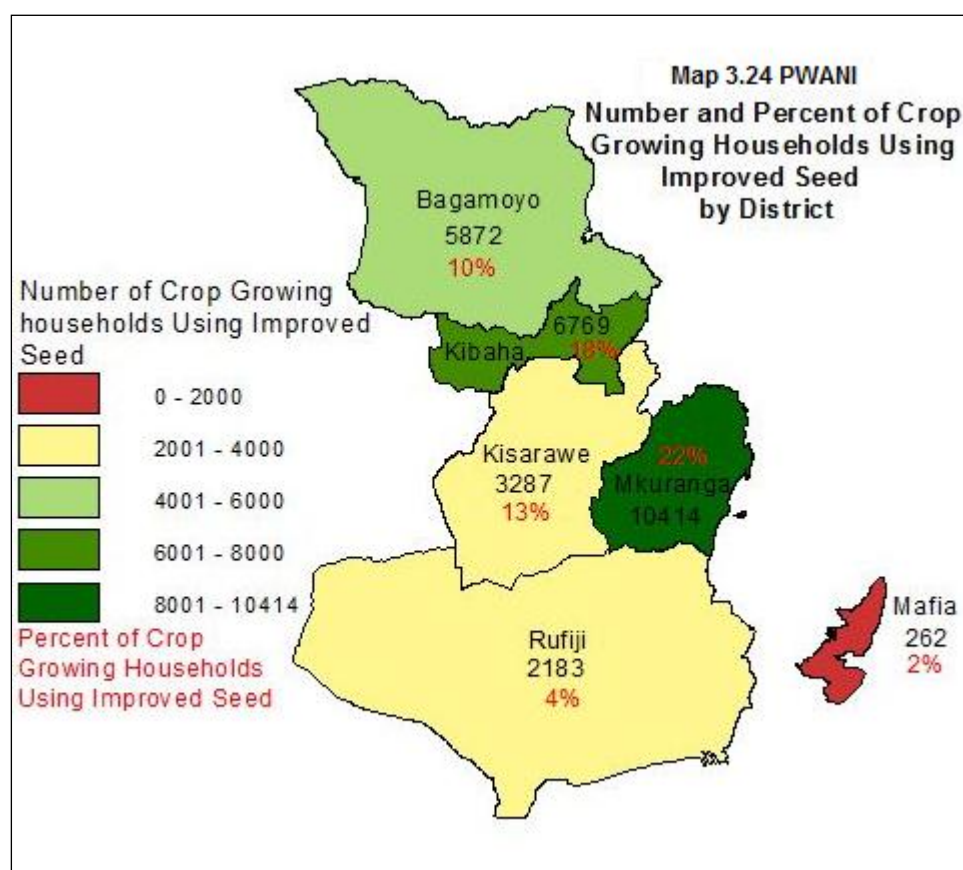 Map 3.24 PWANI
Number and Percent of Crop
Growing Households Using
Improved Seed
by District
Bagamoyo
5872
10%
6769
Kibaha
18%
Number of Crop Growing
households Using Improved
Seed
0 - 2000
2001 - 4000
4001 - 6000
6001 - 8000
8001 - 10414
Percent of Crop
Growing Households
Using Improved Seed
Kisarawe
3287
13%
22%
Mkuranga
10414
Rufiji
2183
4%
Mafia
262
2%